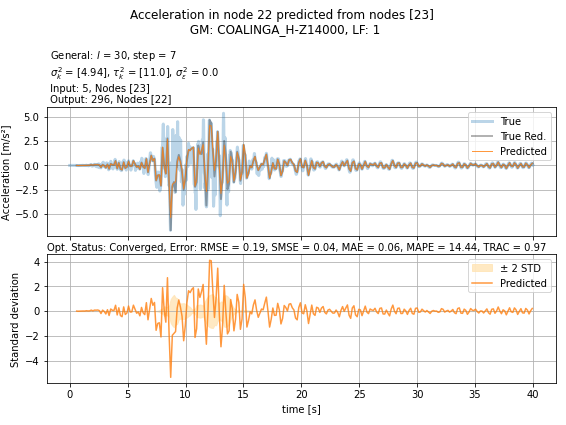 Acceleration in node 22 predicted from nodes [23]
GM: COALINGA_H-Z14000, LF: 1
General: l = 30, step = 7
σ²ₖ = [4.94], τ²ₖ = [11.0], σ²ε = 0.0
Input: 5, Nodes [23]
Output: 296, Nodes [22]
Acceleration [m/s²]
5.0
2.5
0.0
−2.5
−5.0
True
True Red.
Predicted
Opt. Status: Converged, Error: RMSE = 0.19, SMSE = 0.04, MAE = 0.06, MAPE = 14.44, TRAC = 0.97
Standard deviation
4
2
0
−2
−4
± 2 STD
Predicted
0 5 10 15 20 25 30 35 40
time [s]